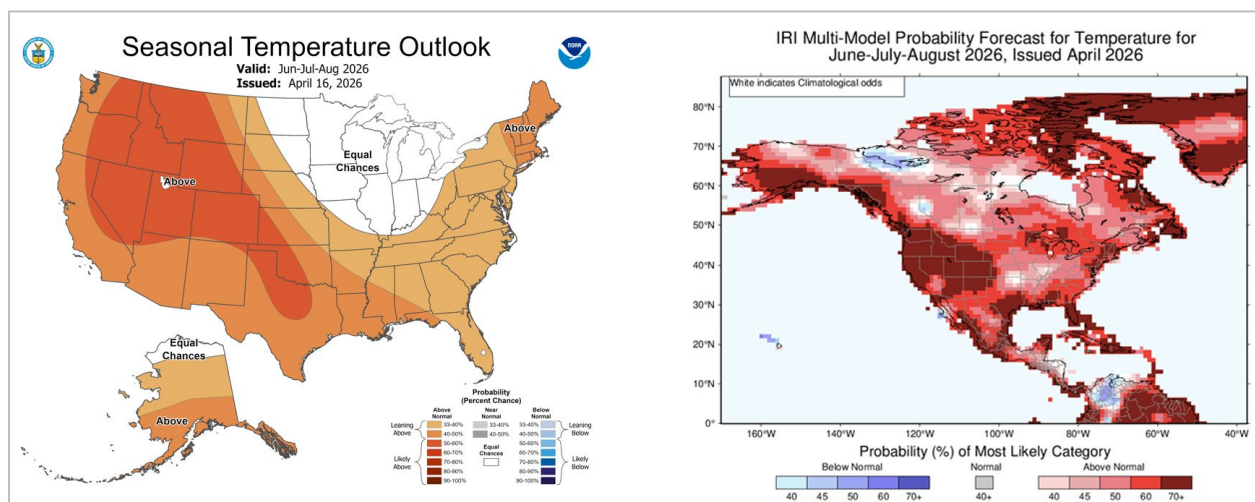 Seasonal Temperature Outlook
Valid: Jun-Jul-Aug 2026
Issued: April 16, 2026
NOAA
Above
Equal
Chances
Above
Equal
Chances
Above
Probability
(Percent Chance)
Above
Normal
Near
Normal
Below
Normal
Leaning
Above
33-40%
33-40%
33-40%
Leaning
Below
40-50%
40-50%
40-50%
50-60%
Equal
Chances
50-60%
Likely
Above
60-70%
60-70%
Likely
Below
70-80%
70-80%
80-90%
80-90%
90-100%
90-100%
IRI Multi-Model Probability Forecast for Temperature for
June-July-August 2026, Issued April 2026
White indicates Climatological odds
80°N
70°N
60°N
50°N
40°N
30°N
20°N
10°N
0°
160°W
140°W
120°W
100°W
80°W
60°W
40°W
Probability (%) of Most Likely Category
Below Normal
Normal
Above Normal
40 45 50 60 70+
40+
40 45 50 60 70+